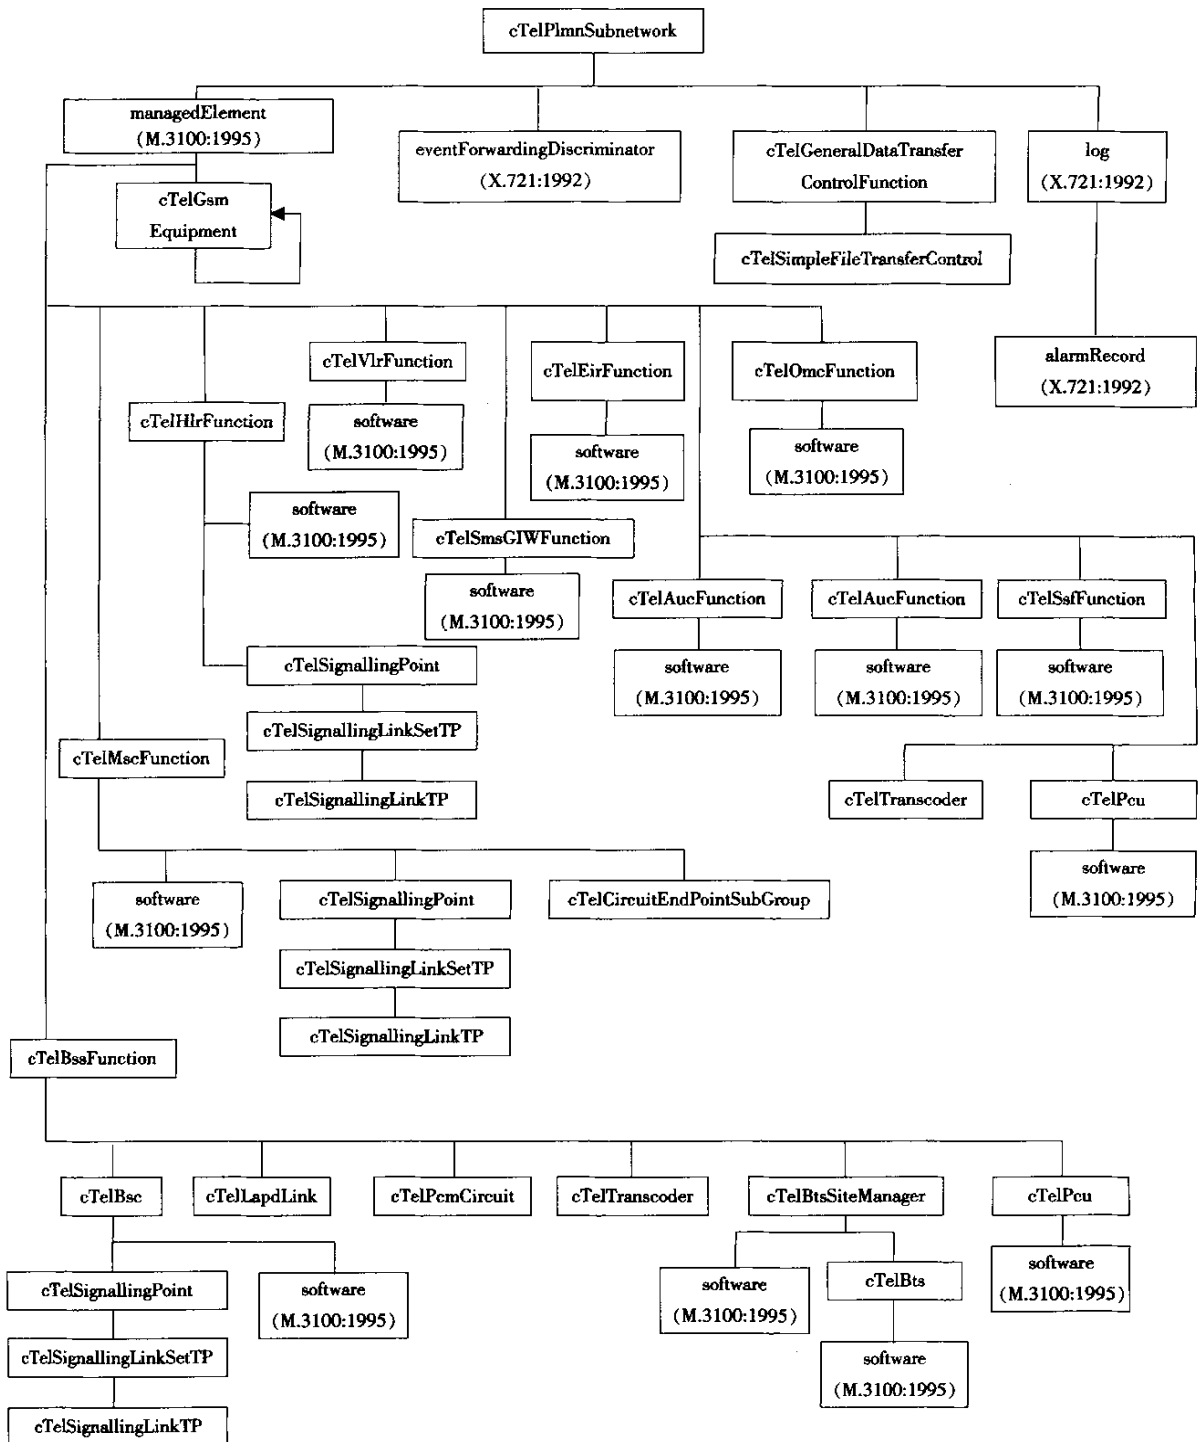 cTelPlmnSubnetwork
managedElement
(M.3100:1995)
eventForwardingDiscriminator
(X.721:1992)
cTelGeneralDataTransfer
ControlFunction
log
(X.721:1992)
cTelGsm
Equipment
cTelSimpleFileTransferControl
cTelVlrFunction
cTelEirFunction
cTelOmcFunction
alarmRecord
(X.721:1992)
cTelHlrFunction
software
(M.3100:1995)
software
(M.3100:1995)
software
(M.3100:1995)
software
(M.3100:1995)
cTelSmsGIWFunction
software
(M.3100:1995)
cTelAucFunction
cTelAucFunction
cTelSsfFunction
cTelSignallingPoint
software
(M.3100:1995)
software
(M.3100:1995)
software
(M.3100:1995)
cTelSignallingLinkSetTP
cTelMscFunction
cTelSignallingLinkTP
cTelTranscoder
cTelPcu
software
(M.3100:1995)
cTelSignallingPoint
cTelCircuitEndPointSubGroup
software
(M.3100:1995)
cTelSignallingLinkSetTP
cTelSignallingLinkTP
cTelBssFunction
cTelBsc
cTelLapdLink
cTelPcmCircuit
cTelTranscoder
cTelBtsSiteManager
cTelPcu
cTelSignallingPoint
software
(M.3100:1995)
software
(M.3100:1995)
cTelBts
software
(M.3100:1995)
cTelSignallingLinkSetTP
software
(M.3100:1995)
cTelSignallingLinkTP